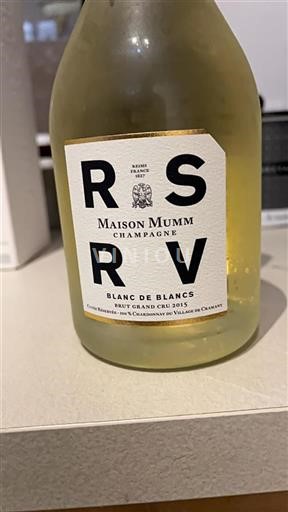 REIMS
FRANCE
1827
R S
MAISON MUMM
CHAMPAGNE
VINIOU
R V
BLANC DE BLANCS
BRUT GRAND CRU 2015
CUVÉE RÉSERVÉE - 100 % CHARDONNAY DU VILLAGE DE CRAMANT